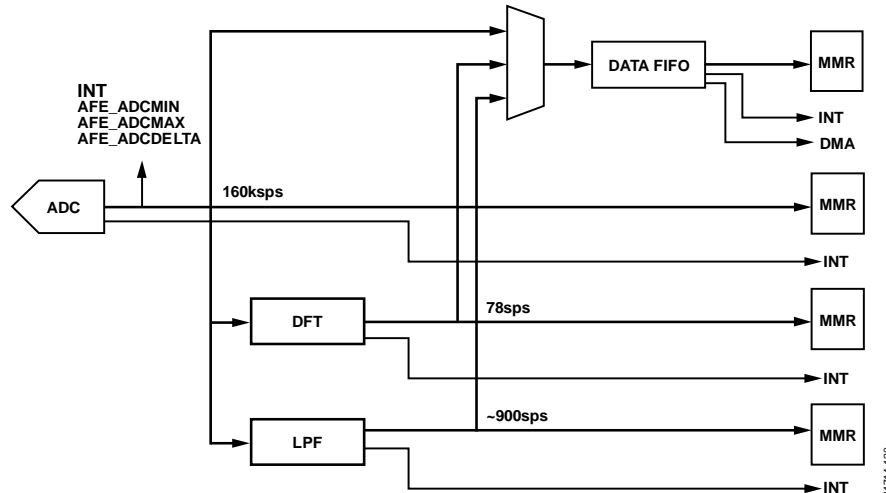 DATA FIFO
MMR
INT
AFE_ADCMIN
AFE_ADCMAX
AFE_ADCDELTA
INT
DMA
160ksps
ADC
MMR
INT
DFT
78sps
MMR
INT
LPF
~900sps
MMR
INT